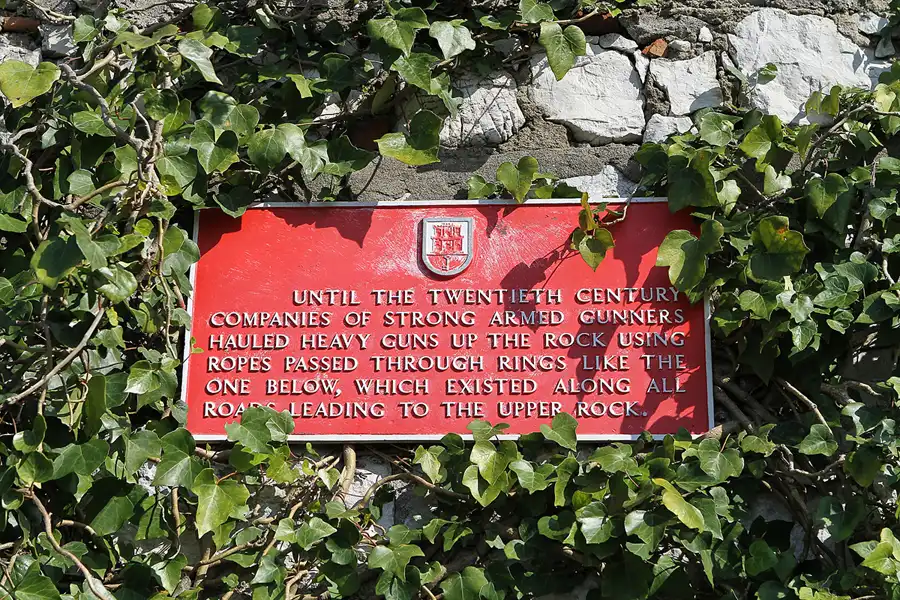 UNTIL THE TWENTIETH CENTURY
COMPANIES OF STRONG ARMED GUNNERS
HAULED HEAVY GUNS UP THE ROCK USING
ROPES PASSED THROUGH RINGS LIKE THE
ONE BELOW, WHICH EXISTED ALONG ALL
ROADS LEADING TO THE UPPER ROCK.